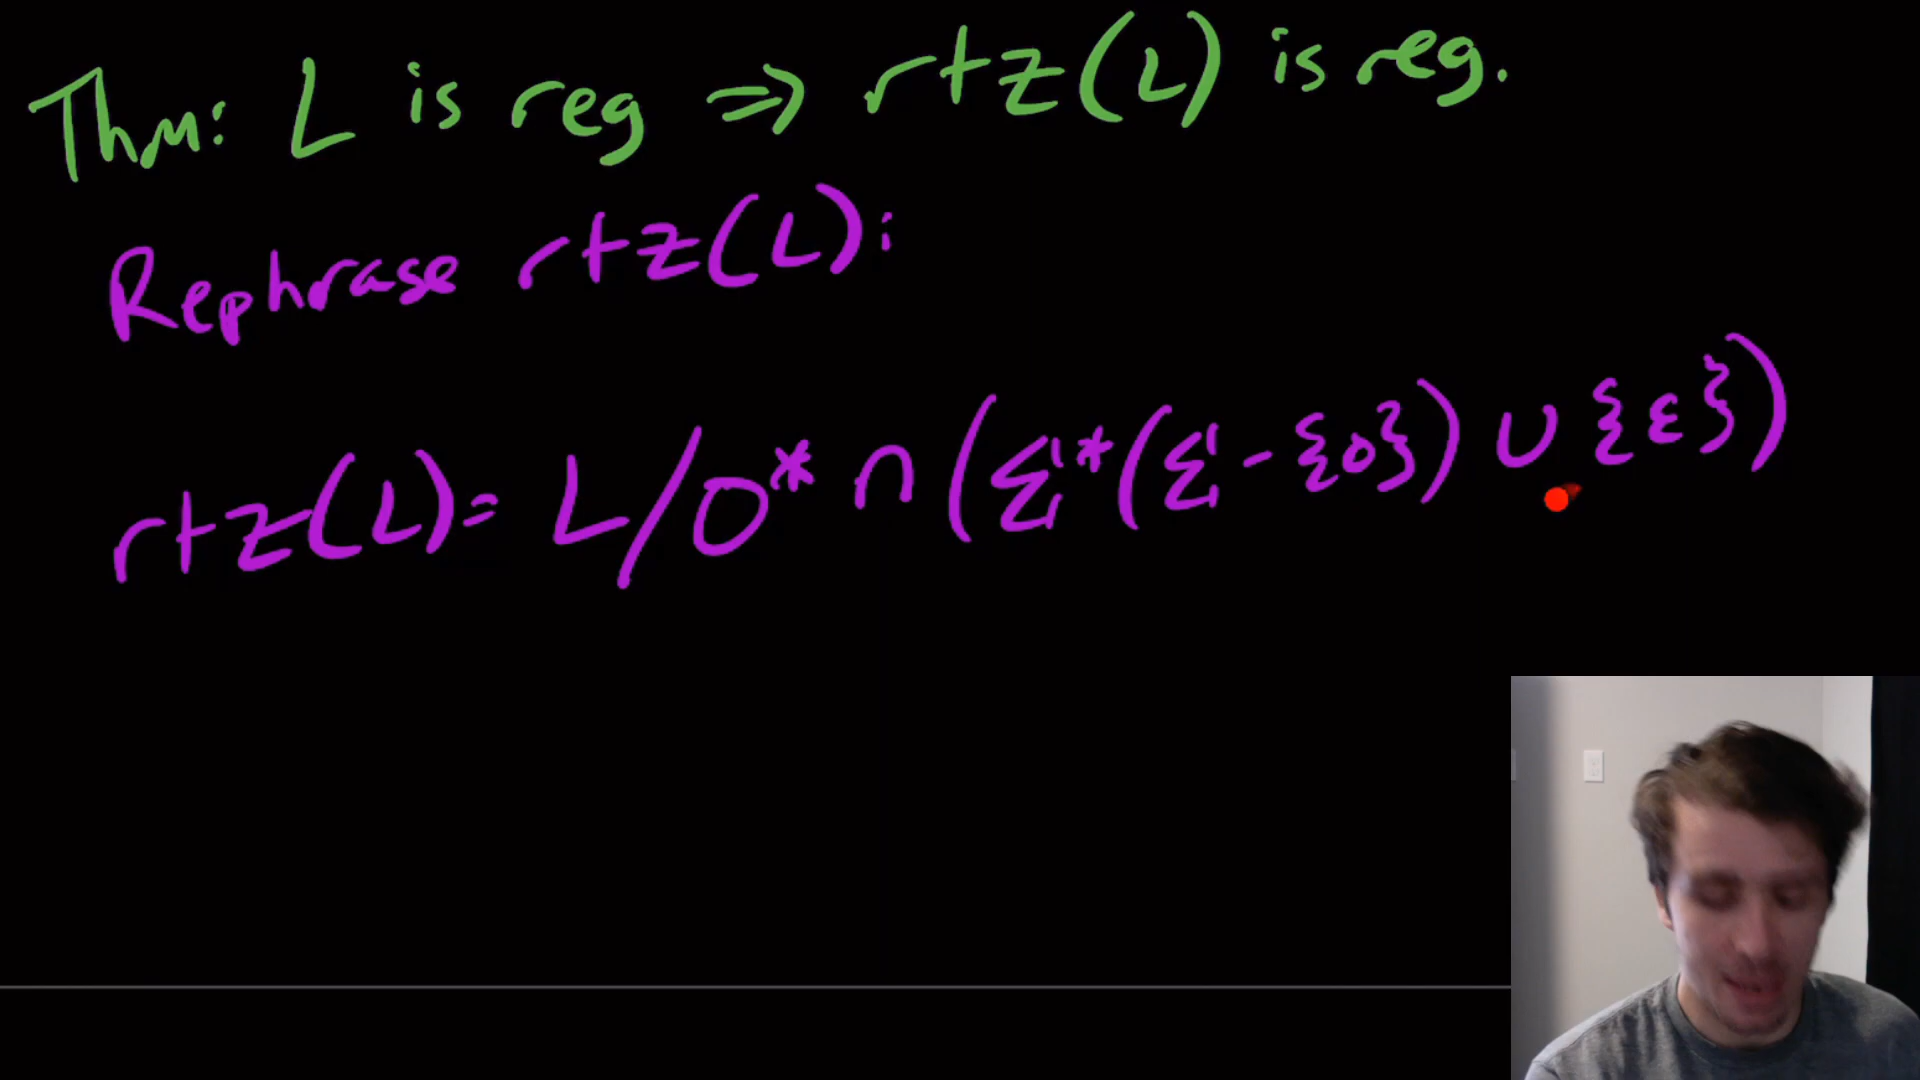 Thm: L is reg ⇒ rtz(L) is reg.
Rephrase rtz(L):
rtz(L) = L/0* ∩ (Σ*(Σ - {0}) ∪ {ε})